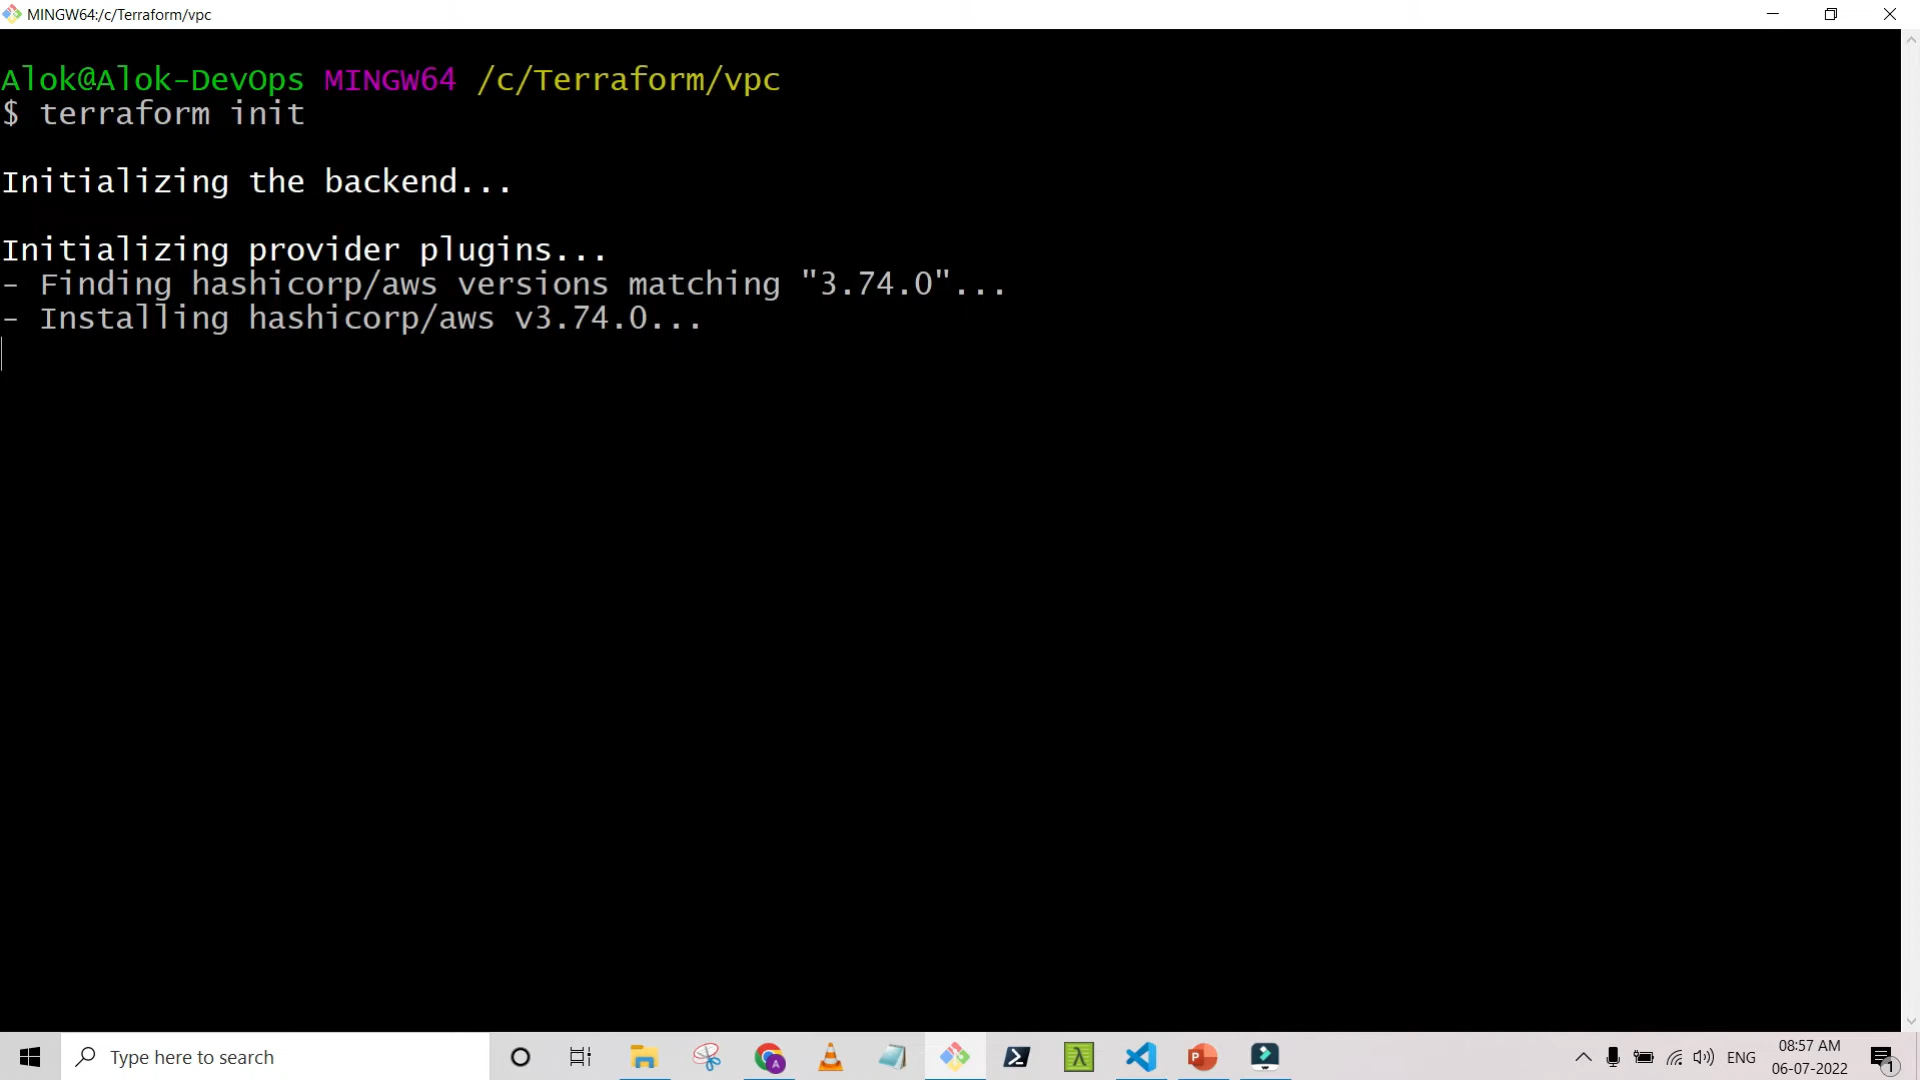 MINGW64:/c/Terraform/vpc
Alok@Alok-DevOps MINGW64 /c/Terraform/vpc
$ terraform init
Initializing the backend...
Initializing provider plugins...
- Finding hashicorp/aws versions matching "3.74.0"...
- Installing hashicorp/aws v3.74.0...
Type here to search
A
λ
P
ENG
08:57 AM
06-07-2022
1